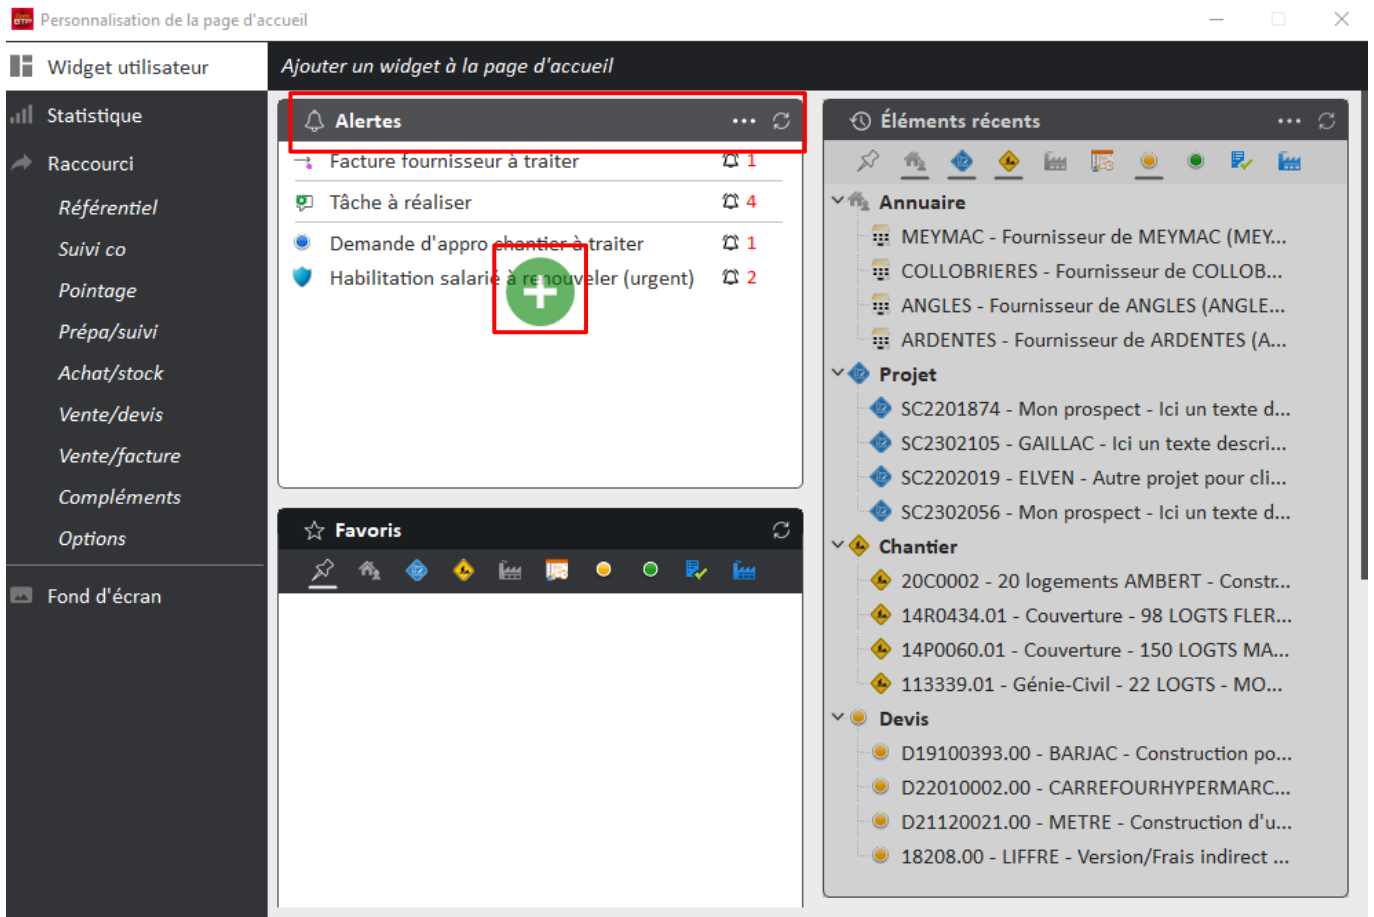 BTP Personnalisation de la page d'accueil
Widget utilisateur
Statistique
Raccourci
Référentiel
Suivi co
Pointage
Prépa/suivi
Achat/stock
Vente/devis
Vente/facture
Compléments
Options
Fond d'écran
Ajouter un widget à la page d'accueil
Alertes
Facture fournisseur à traiter 1
Tâche à réaliser 4
Demande d'appro chantier à traiter 1
Habilitation salarié à renouveler (urgent) 2
Favoris
Éléments récents
Annuaire
MEYMAC - Fournisseur de MEYMAC (MEY...
COLLOBRIERES - Fournisseur de COLLOB...
ANGLES - Fournisseur de ANGLES (ANGLE...
ARDENTES - Fournisseur de ARDENTES (A...
Projet
SC2201874 - Mon prospect - Ici un texte d...
SC2302105 - GAILLAC - Ici un texte descri...
SC2202019 - ELVEN - Autre projet pour cli...
SC2302056 - Mon prospect - Ici un texte d...
Chantier
20C0002 - 20 logements AMBERT - Constr...
14R0434.01 - Couverture - 98 LOGTS FLER...
14P0060.01 - Couverture - 150 LOGTS MA...
113339.01 - Génie-Civil - 22 LOGTS - MO...
Devis
D19100393.00 - BARJAC - Construction po...
D22010002.00 - CARREFOURHYPERMARC...
D21120021.00 - METRE - Construction d'u...
18208.00 - LIFFRE - Version/Frais indirect ...